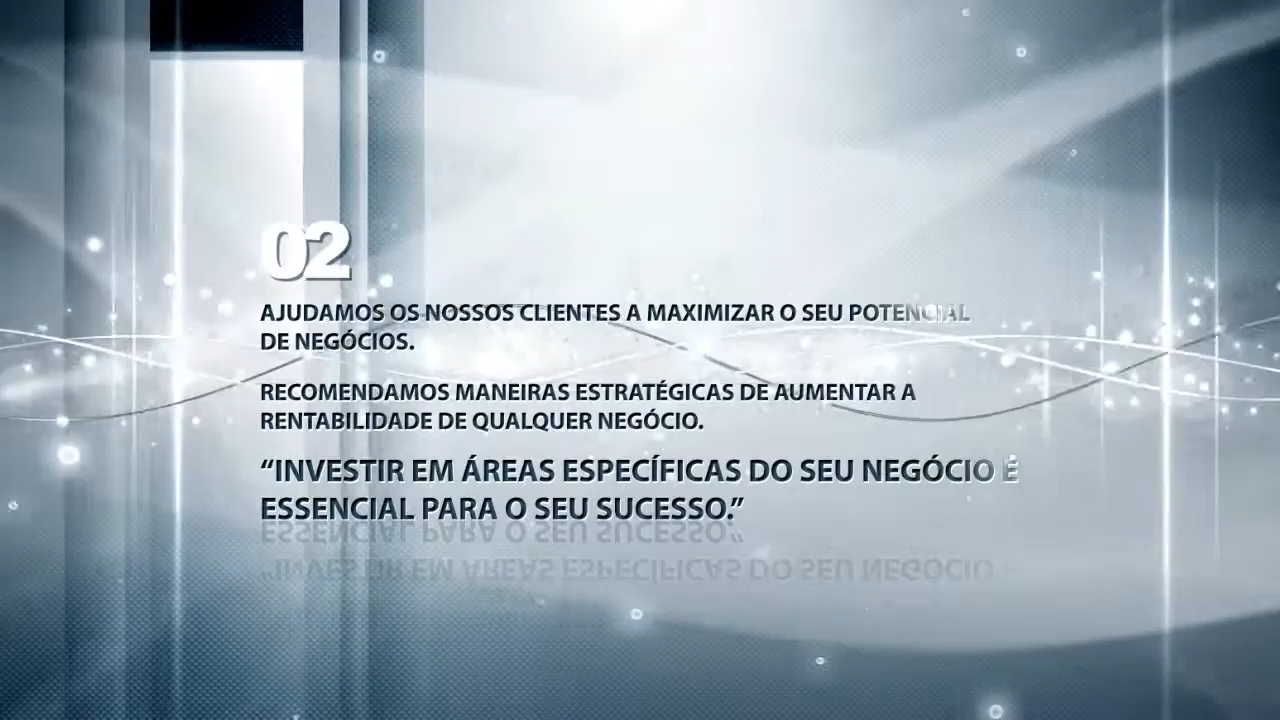 02
AJUDAMOS OS NOSSOS CLIENTES A MAXIMIZAR O SEU POTENCIAL
DE NEGÓCIOS.
RECOMENDAMOS MANEIRAS ESTRATÉGICAS DE AUMENTAR A
RENTABILIDADE DE QUALQUER NEGÓCIO.
“INVESTIR EM ÁREAS ESPECÍFICAS DO SEU NEGÓCIO É
ESSENCIAL PARA O SEU SUCESSO.”